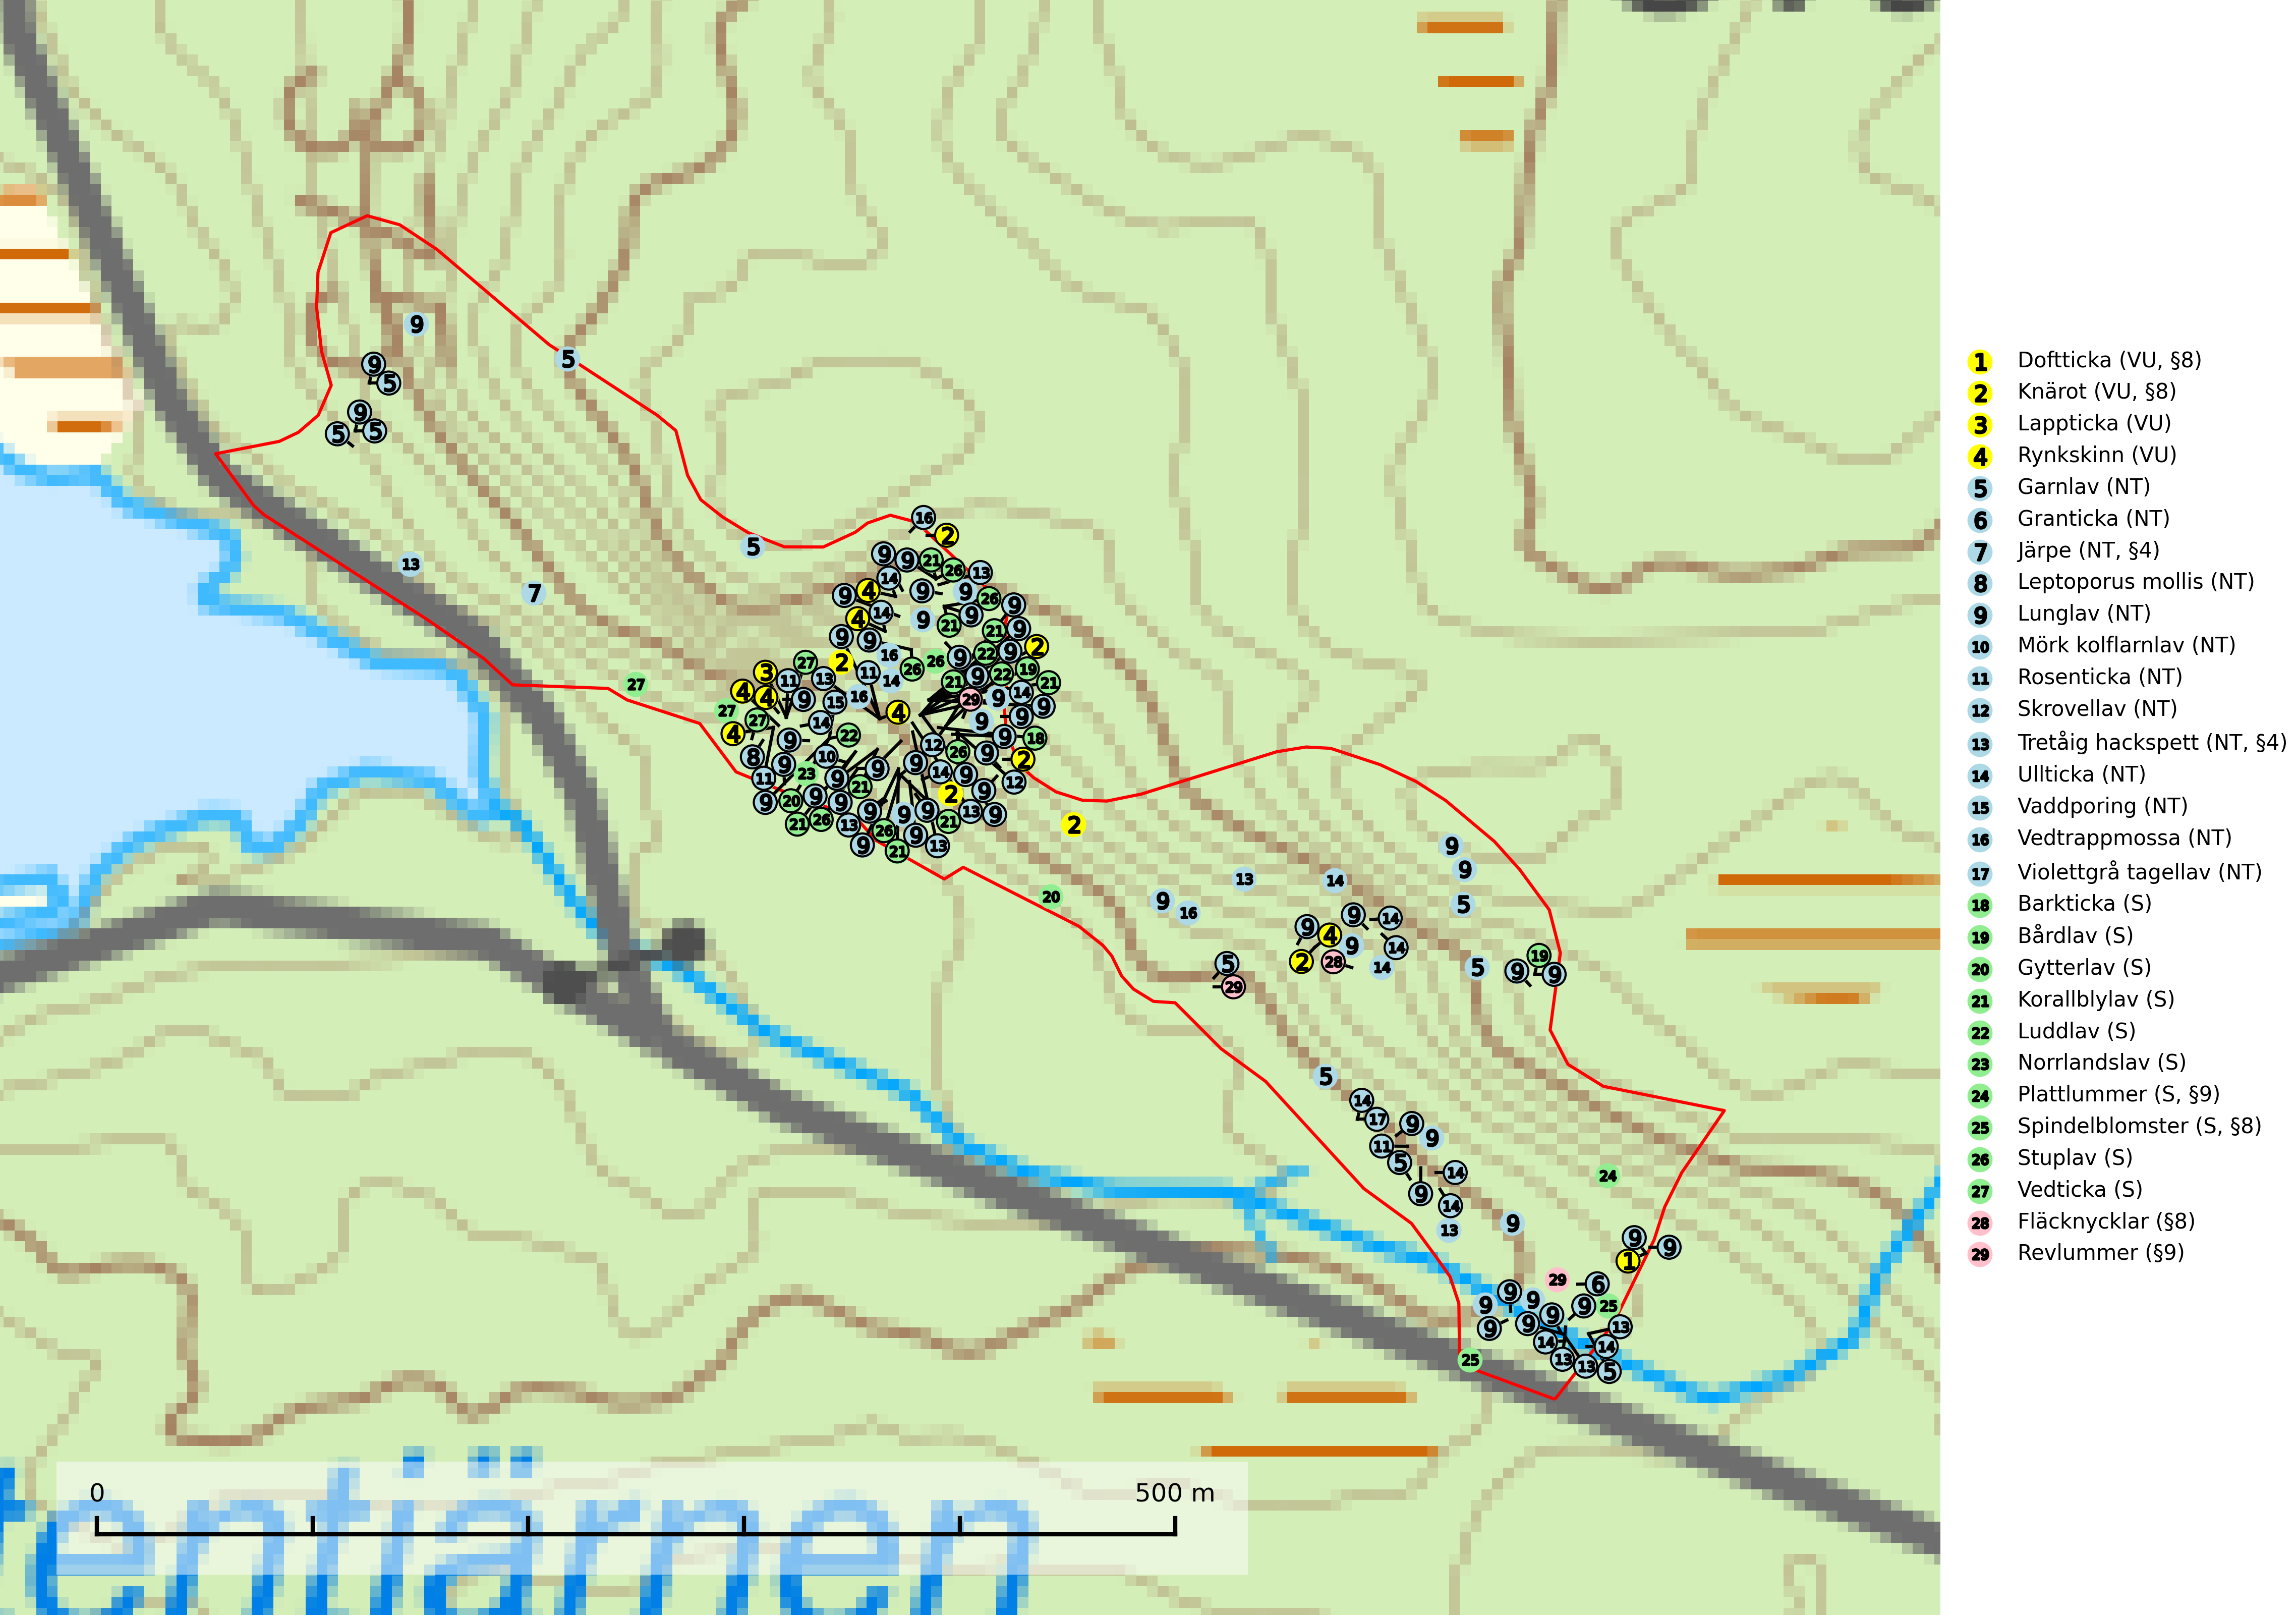 1 Doftticka (VU, §8)
2 Knärot (VU, §8)
3 Lappticka (VU)
4 Rynkskinn (VU)
5 Garnlav (NT)
6 Granticka (NT)
7 Järpe (NT, §4)
8 Leptoporus mollis (NT)
9 Lunglav (NT)
10 Mörk kolflarnlav (NT)
11 Rosenticka (NT)
12 Skrovellav (NT)
13 Tretåig hackspett (NT, §4)
14 Ullticka (NT)
15 Vaddporing (NT)
16 Vedtrappmossa (NT)
17 Violettgrå tagellav (NT)
18 Barkticka (S)
19 Bårdlav (S)
20 Gytterlav (S)
21 Korallblylav (S)
22 Luddlav (S)
23 Norrlandslav (S)
24 Plattlummer (S, §9)
25 Spindelblomster (S, §8)
26 Stuplav (S)
27 Vedticka (S)
28 Fläcknycklar (§8)
29 Revlummer (§9)
0 500 m
tentjärnen